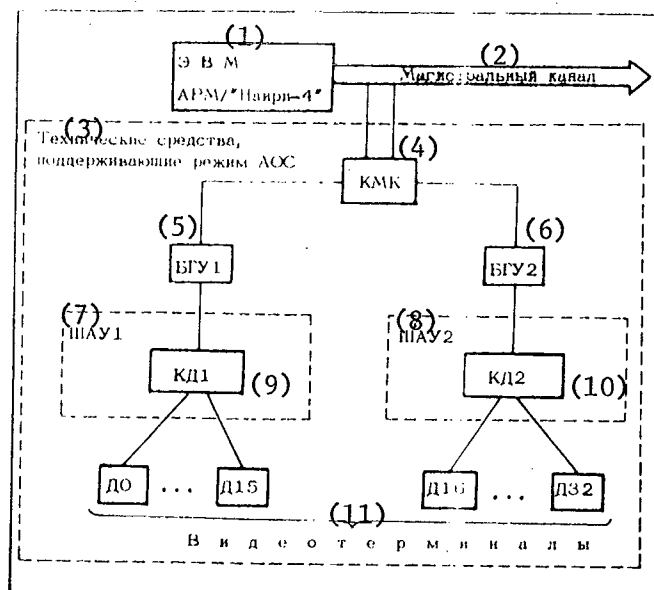 (1)
(2)
Э В М
АРМ/"Наири-4"
Магистральный канал
(3)
Технические средства,
поддерживающие режим АОС
(4)
КМК
(5)
(6)
БГУ1
БГУ2
(7)
(8)
ШАУ1
ШАУ2
КД1
(9)
КД2
(10)
Д0 ... Д15
Д16 ... Д32
(11)
В и д е о т е р м и н а л ы